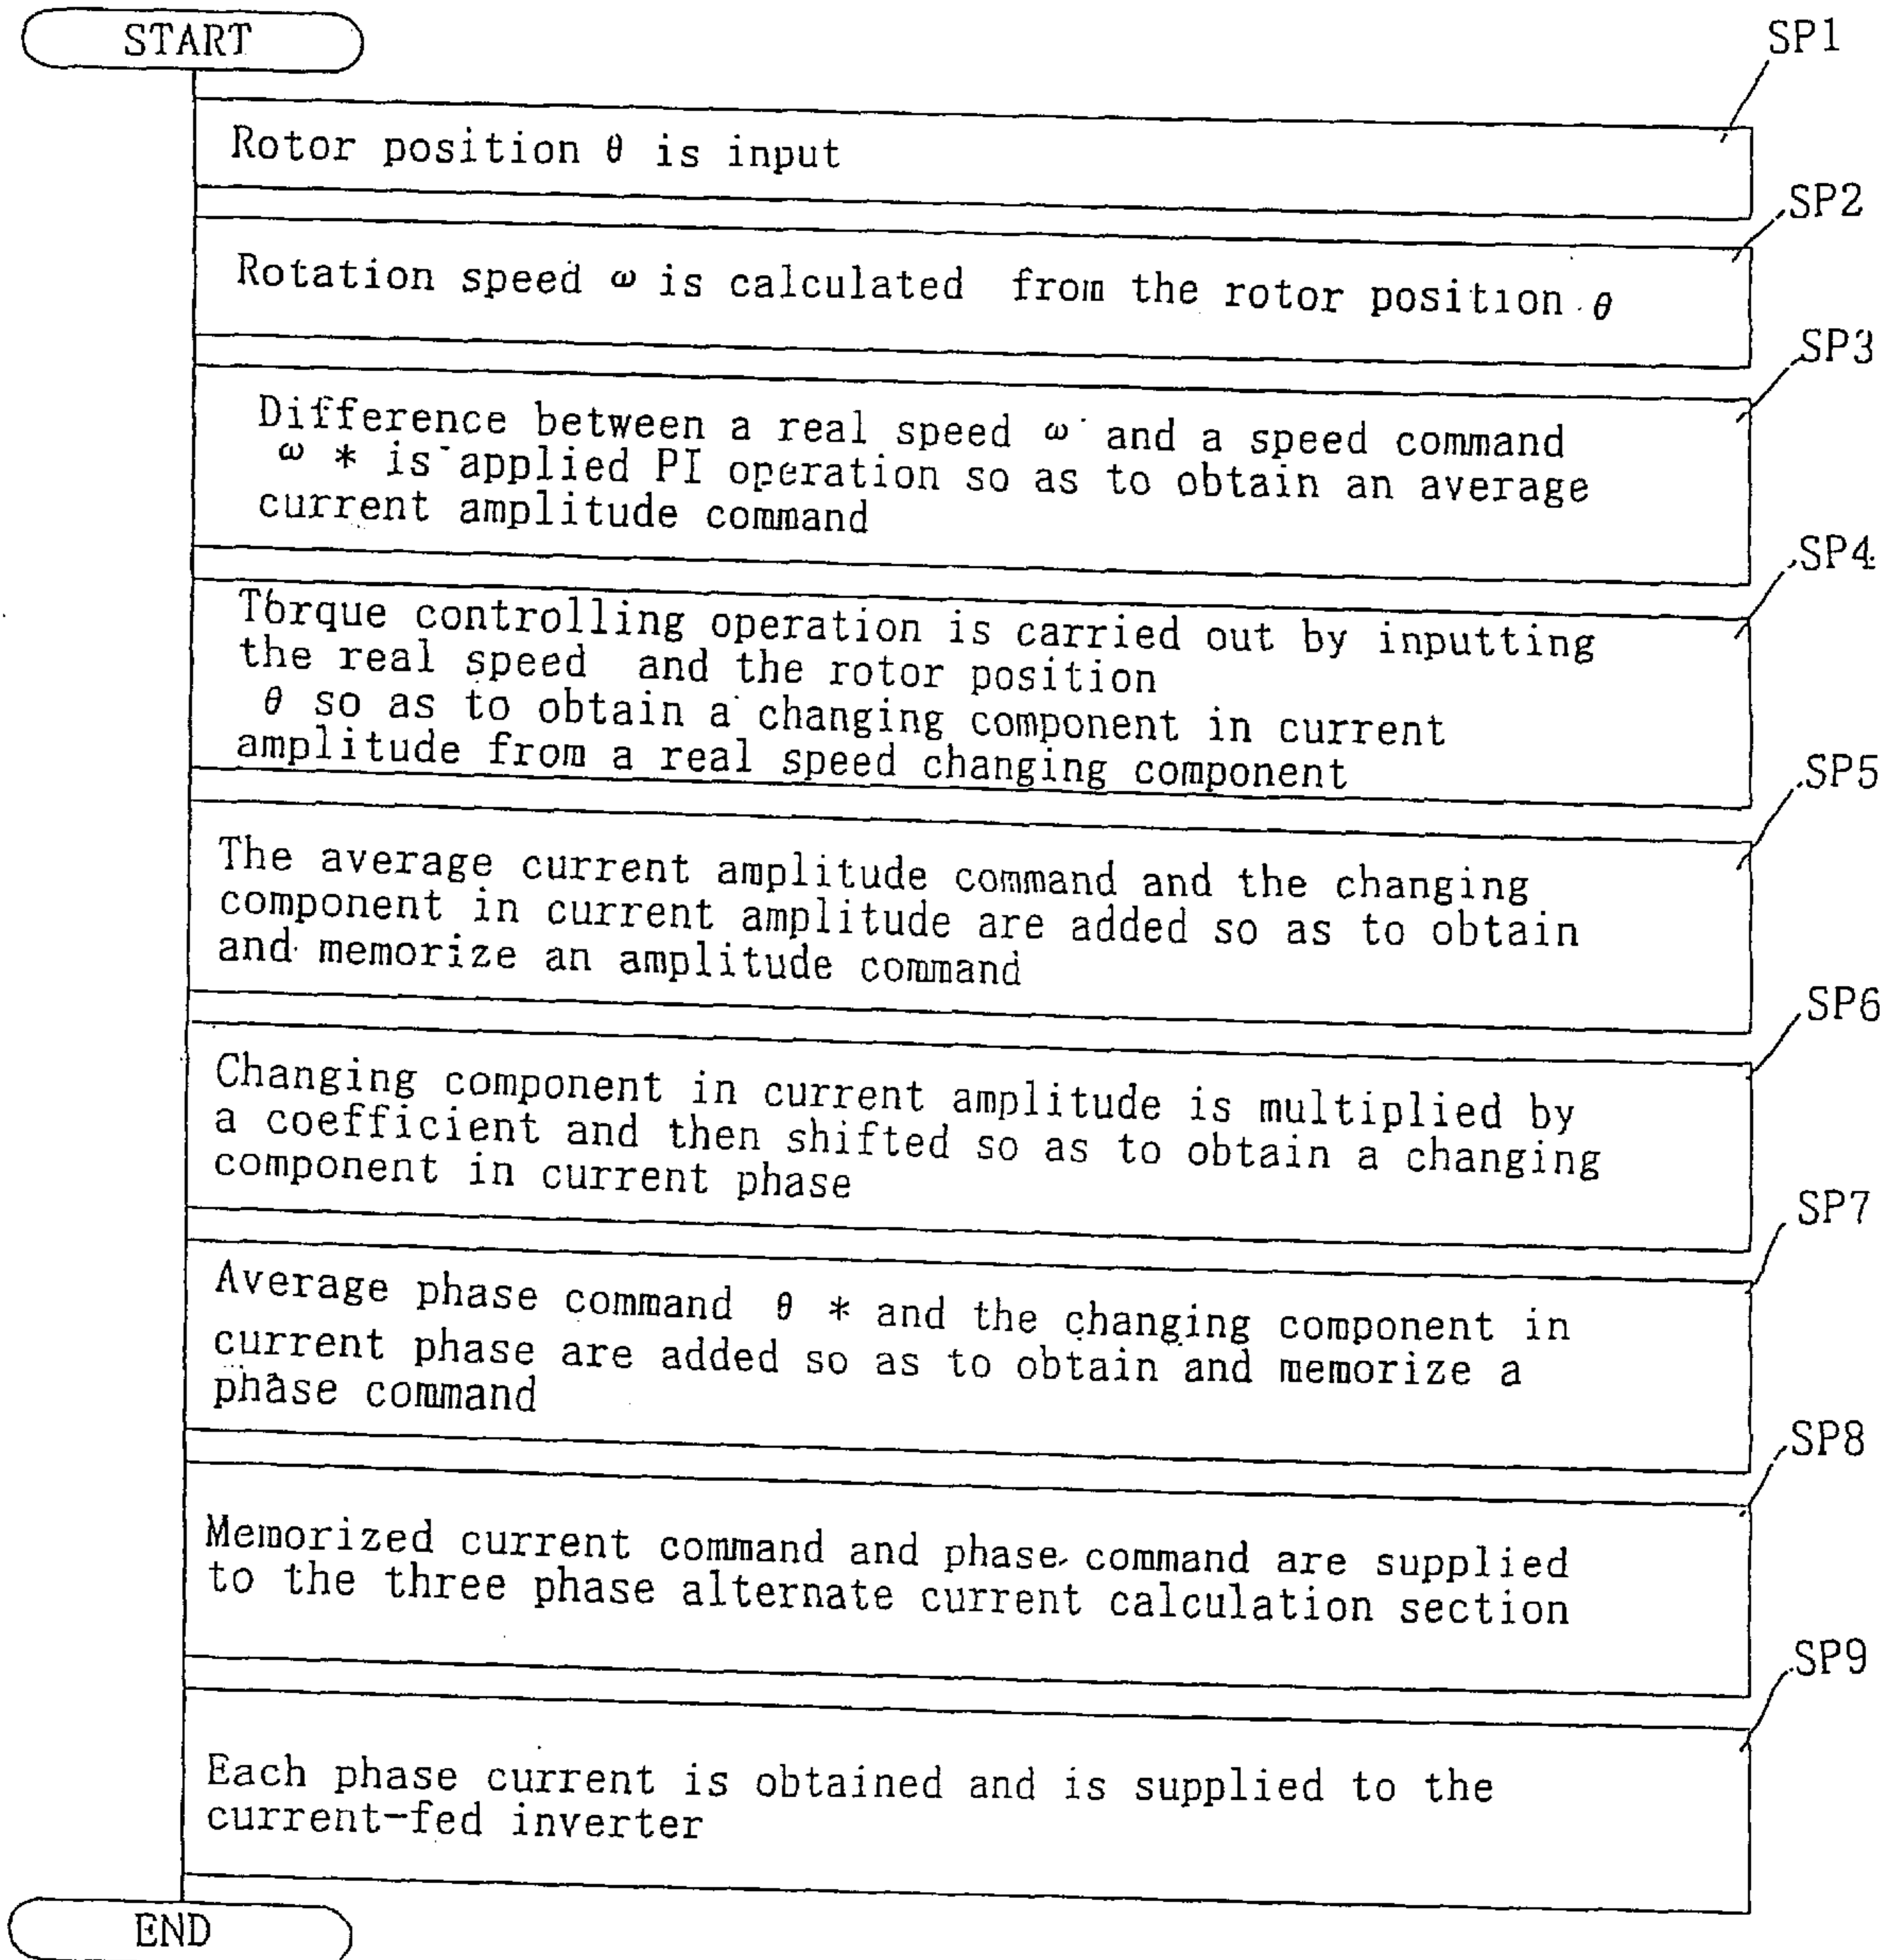 START
SP1
Rotor position θ is input
SP2
Rotation speed ω is calculated from the rotor position θ
SP3
Difference between a real speed ω and a speed command
ω * is applied PI operation so as to obtain an average
current amplitude command
SP4
Torque controlling operation is carried out by inputting
the real speed and the rotor position
θ so as to obtain a changing component in current
amplitude from a real speed changing component
SP5
The average current amplitude command and the changing
component in current amplitude are added so as to obtain
and memorize an amplitude command
SP6
Changing component in current amplitude is multiplied by
a coefficient and then shifted so as to obtain a changing
component in current phase
SP7
Average phase command θ * and the changing component in
current phase are added so as to obtain and memorize a
phase command
SP8
Memorized current command and phase command are supplied
to the three phase alternate current calculation section
SP9
Each phase current is obtained and is supplied to the
current-fed inverter
END